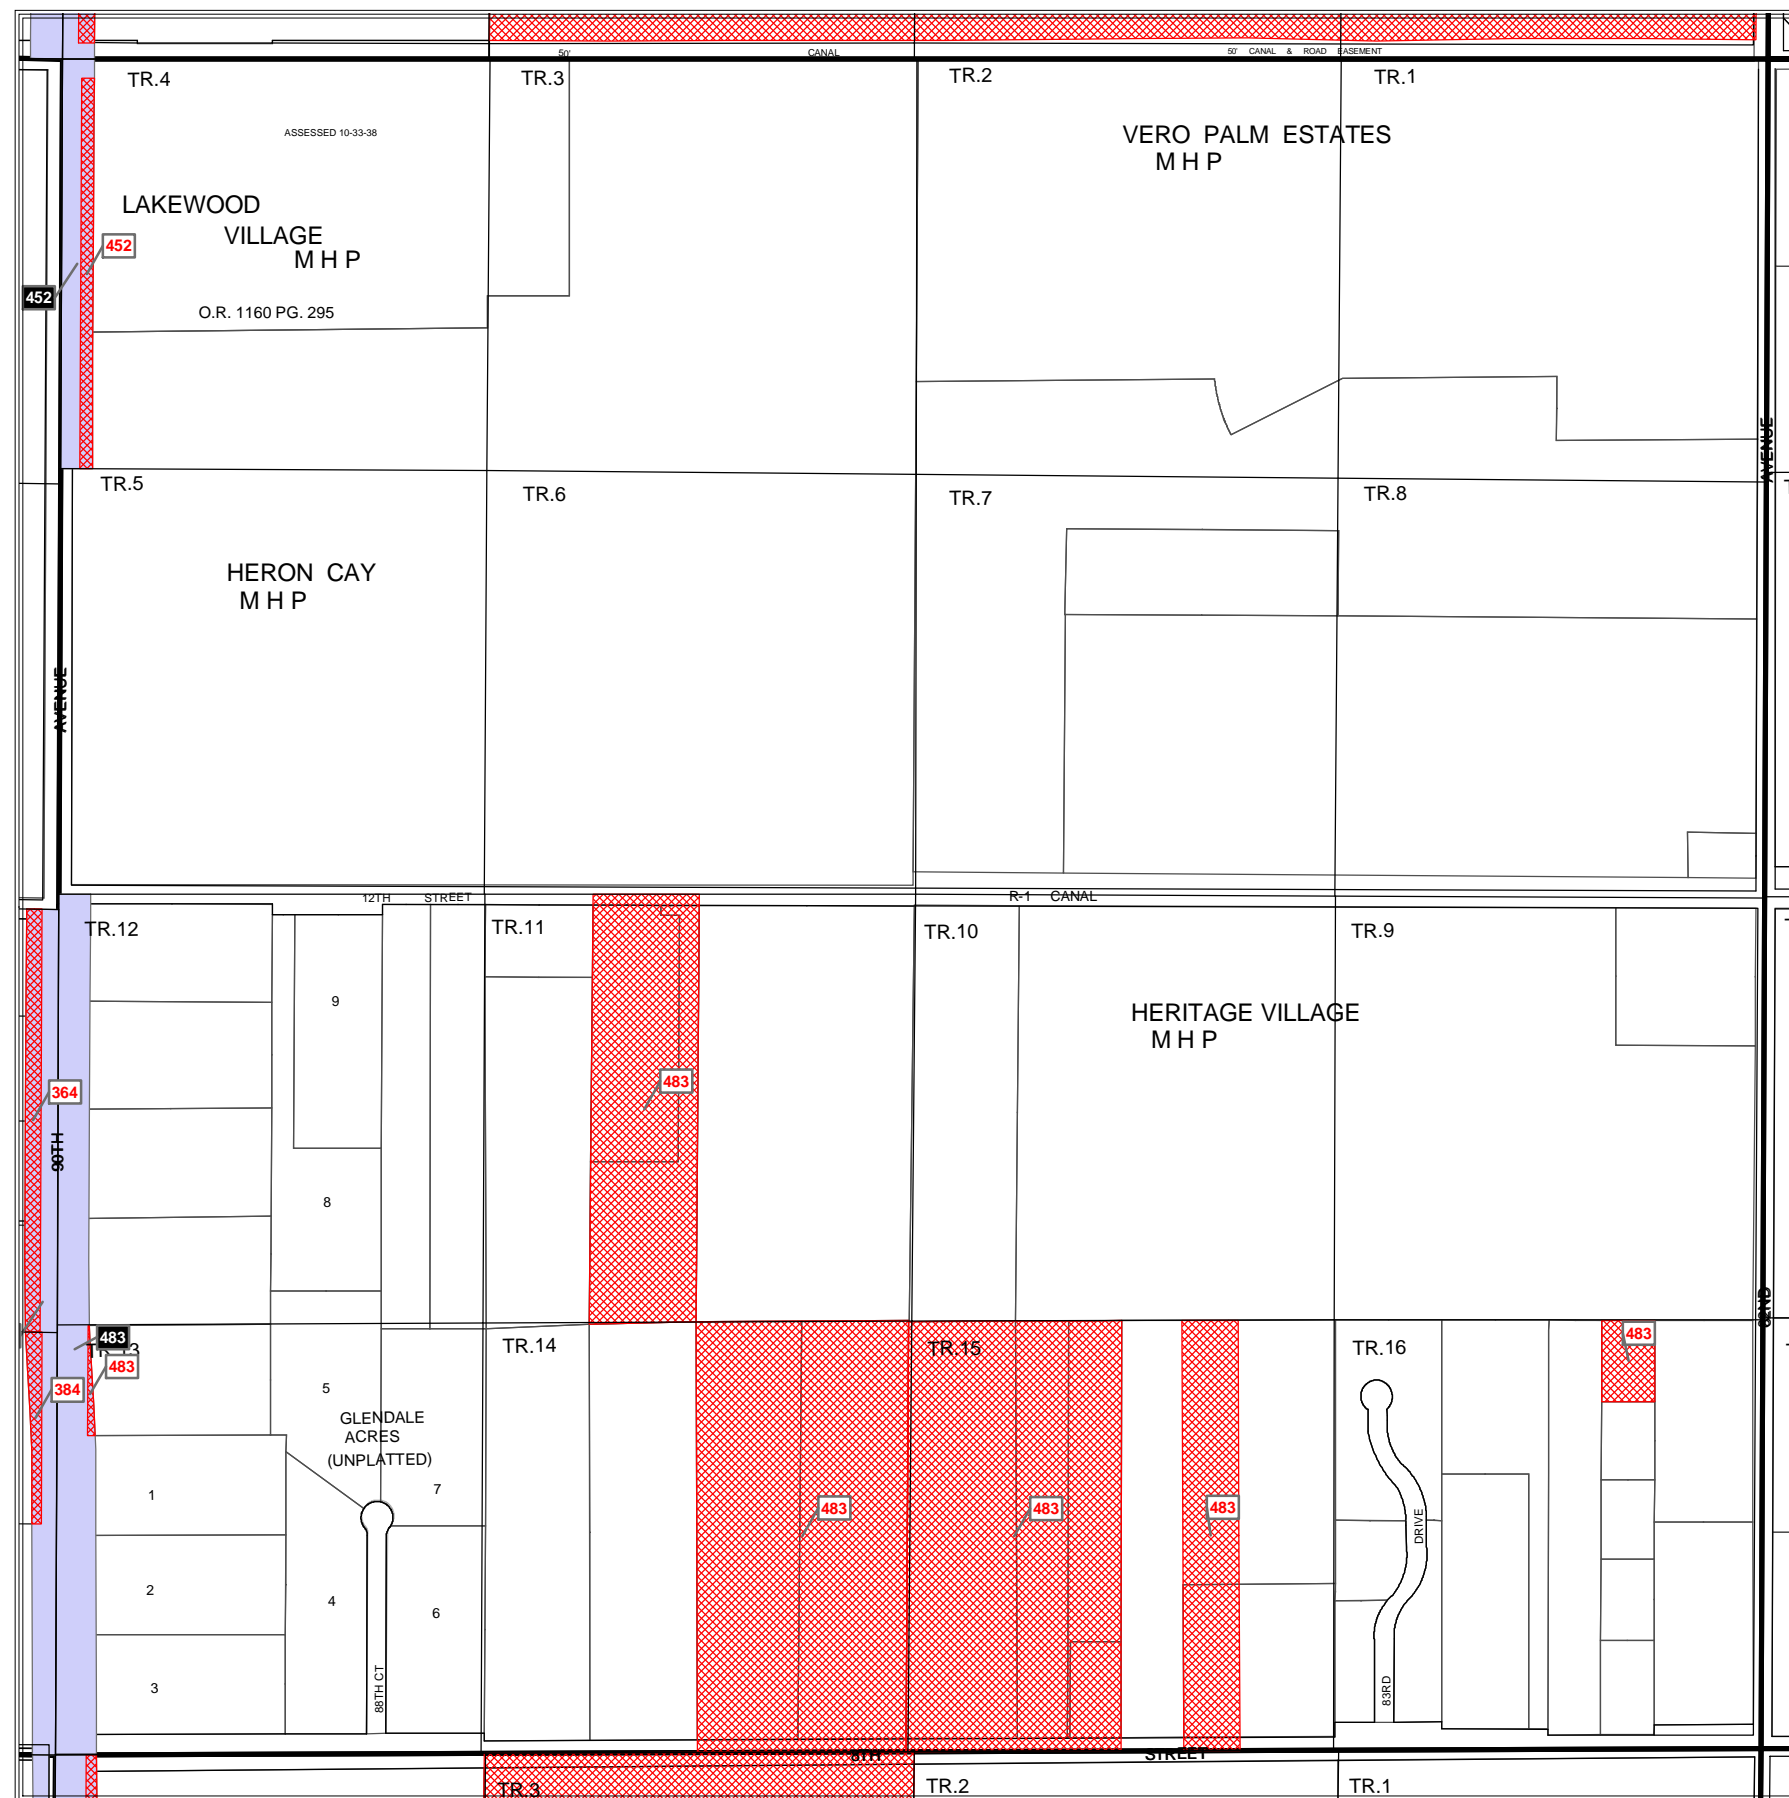 50' CANAL 50' CANAL & ROAD EASEMENT
TR.4 TR.3 TR.2 TR.1
ASSESSED 10-33-38
VERO PALM ESTATES
M H P
LAKEWOOD
VILLAGE
M H P
452
452
O.R. 1160 PG. 295
AVENUE
TR.5 TR.6 TR.7 TR.8
HERON CAY
M H P
AVENUE
12TH STREET R-1 CANAL
TR.12 TR.11 TR.10 TR.9
9
HERITAGE VILLAGE
M H P
483
364
90TH
8
82ND
483
TR.13 TR.14 TR.15 TR.16
483
483
384
5
GLENDALE
ACRES
(UNPLATTED)
7
1
483
483
483
DRIVE
2
4
6
3
88TH CT
83RD
8TH STREET
TR.3 TR.2 TR.1